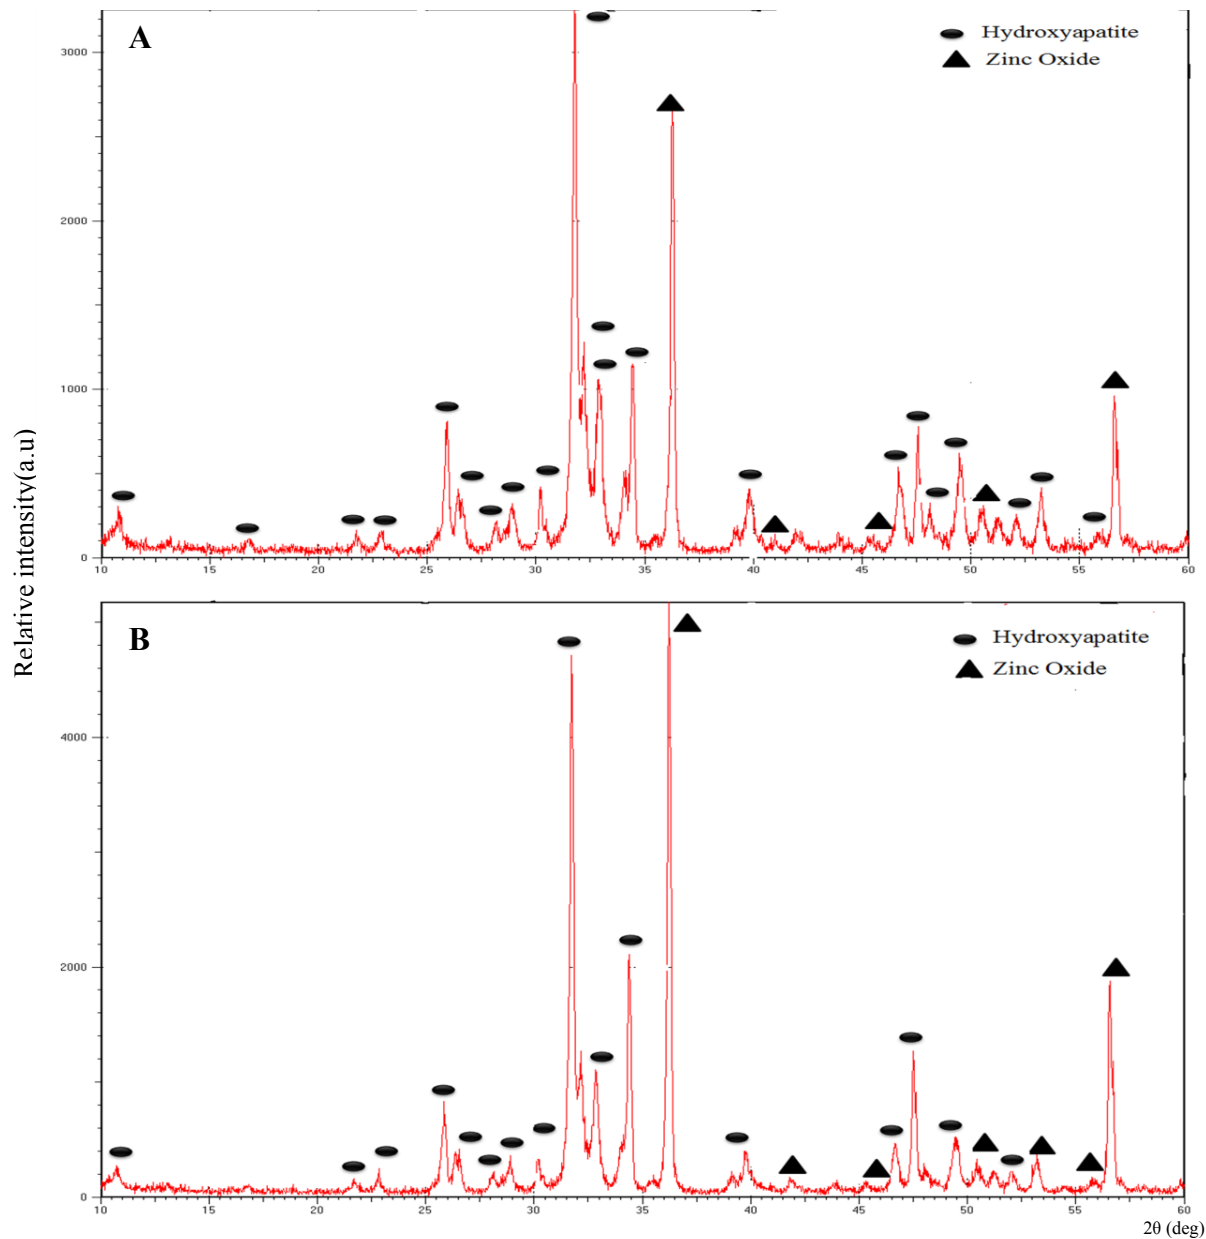 A
Hydroxyapatite
Zinc Oxide
3000
2000
1000
0
10 15 20 25 30 35 40 45 50 55 60
Relative intensity(a.u)
B
Hydroxyapatite
Zinc Oxide
4000
2000
0
10 15 20 25 30 35 40 45 50 55 60
2θ (deg)